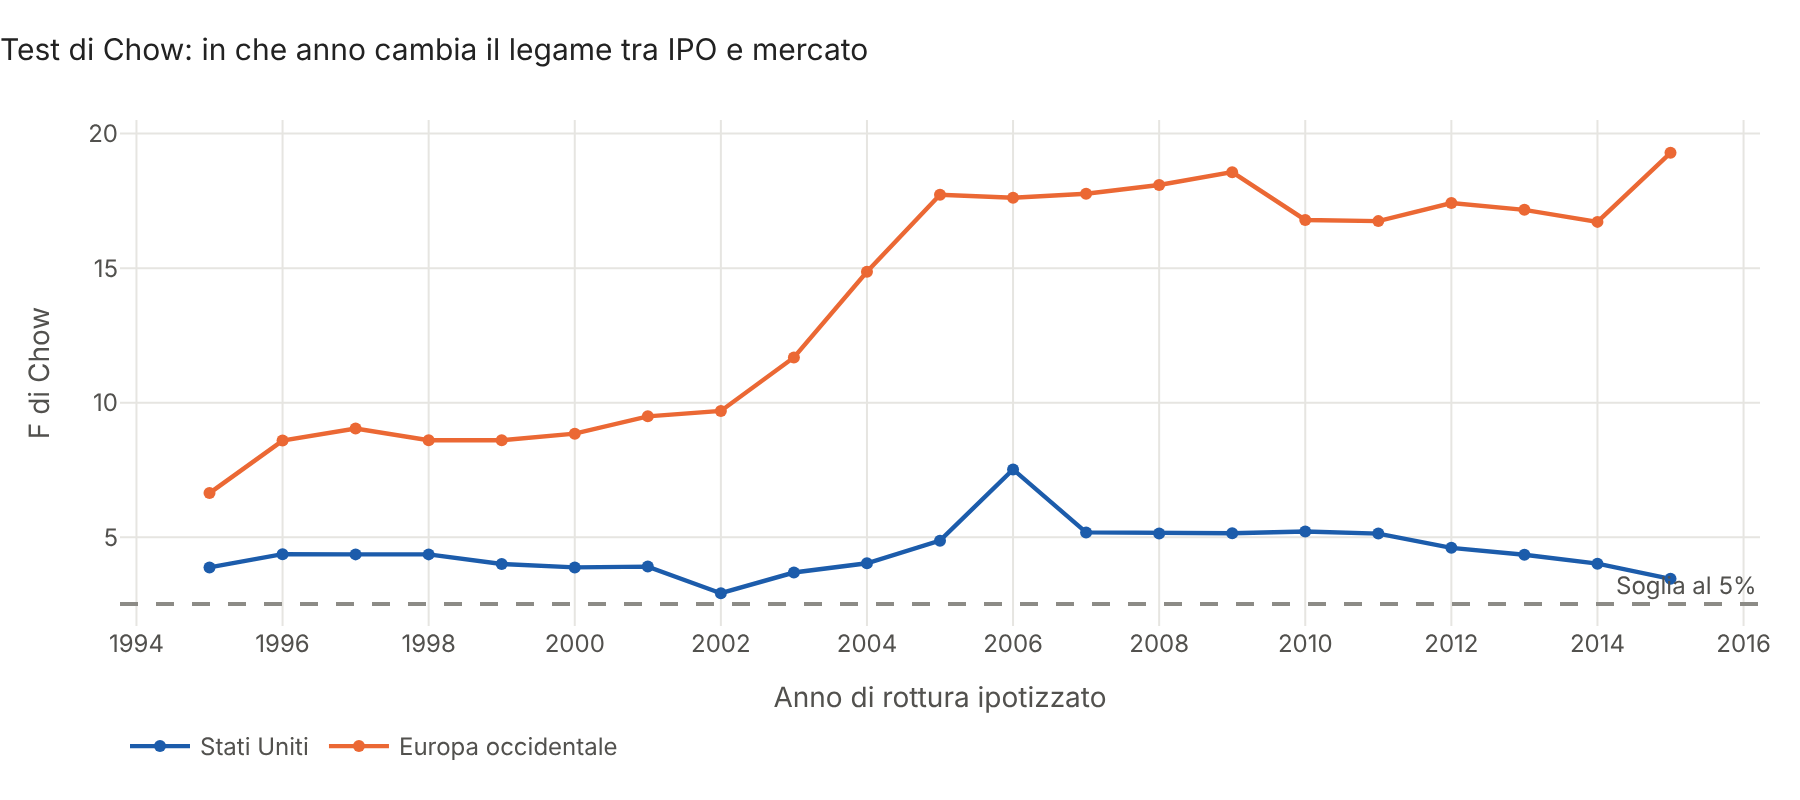 Test di Chow: in che anno cambia il legame tra IPO e mercato
20
15
10
5
F di Chow
Soglia al 5%
1994 1996 1998 2000 2002 2004 2006 2008 2010 2012 2014 2016
Anno di rottura ipotizzato
Stati Uniti Europa occidentale